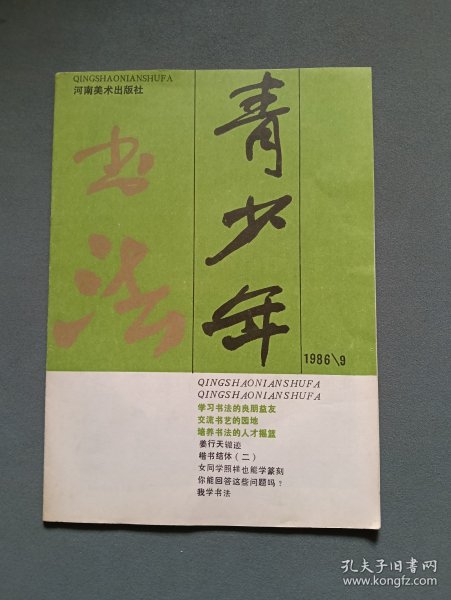 QINGSHAONIANSHUFA
河南美术出版社
青少年
书法
1986\9
QINGSHAONIANSHUFA
QINGSHAONIANSHUFA
学习书法的良朋益友
交流书艺的园地
培养书法的人才摇篮
姜行天辑迹
楷书结体（二）
女同学照样也能学篆刻
你能回答这些问题吗？
我学书法
孔夫子旧书网
www.kongfz.com